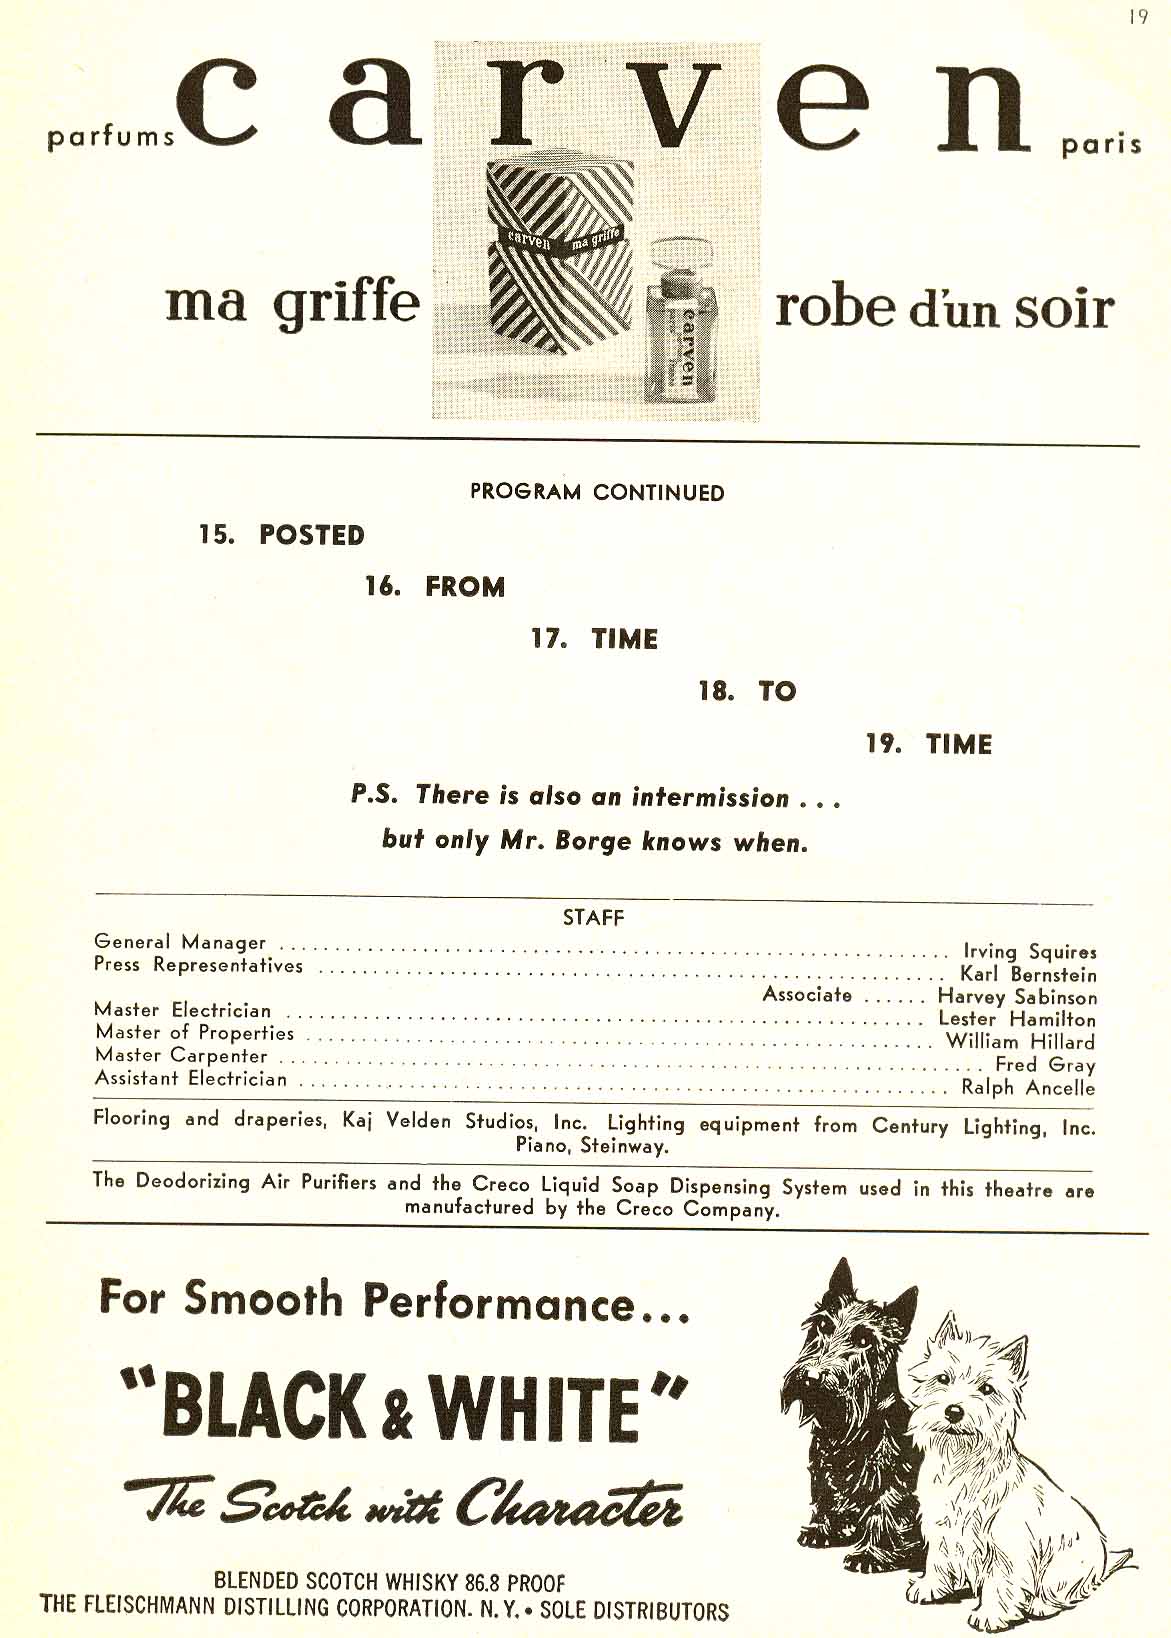 19
parfums carven paris
carven ma griffe
carven
ma griffe robe d'un soir
PROGRAM CONTINUED
15. POSTED
16. FROM
17. TIME
18. TO
19. TIME
P.S. There is also an intermission . . .
but only Mr. Borge knows when.
STAFF
General Manager . . . . . . . . . . . . . . . . . . . . Irving Squires
Press Representatives . . . . . . . . . . . . . . . . . . . . Karl Bernstein
Associate . . . . . . Harvey Sabinson
Master Electrician . . . . . . . . . . . . . . . . . . . . Lester Hamilton
Master of Properties . . . . . . . . . . . . . . . . . . . . William Hillard
Master Carpenter . . . . . . . . . . . . . . . . . . . . Fred Gray
Assistant Electrician . . . . . . . . . . . . . . . . . . . . Ralph Ancelle
Flooring and draperies, Kaj Velden Studios, Inc. Lighting equipment from Century Lighting, Inc.
Piano, Steinway.
The Deodorizing Air Purifiers and the Creco Liquid Soap Dispensing System used in this theatre are
manufactured by the Creco Company.
For Smooth Performance...
"BLACK & WHITE"
The Scotch with Character
BLENDED SCOTCH WHISKY 86.8 PROOF
THE FLEISCHMANN DISTILLING CORPORATION. N.Y. • SOLE DISTRIBUTORS